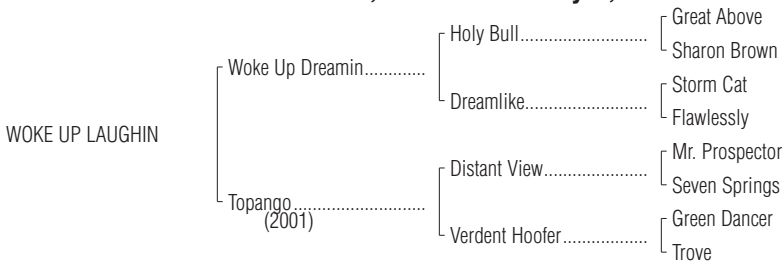 Great Above
Holy Bull
Sharon Brown
Woke Up Dreamin
Storm Cat
Dreamlike
Flawlessly
WOKE UP LAUGHIN
Mr. Prospector
Distant View
Seven Springs
Topango
(2001)
Green Dancer
Verdent Hoofer
Trove